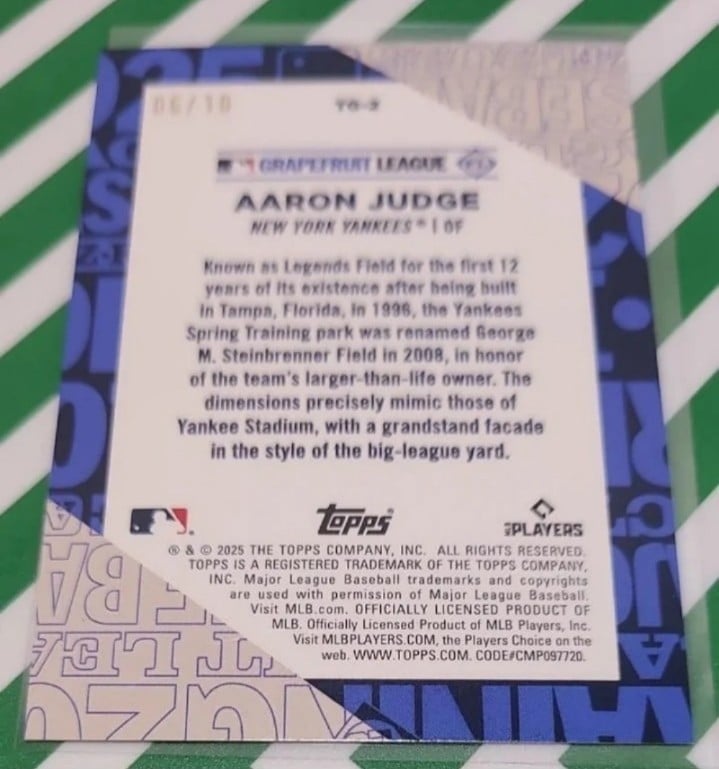 06/10
TG-2
GRAPEFRUIT LEAGUE
AARON JUDGE
NEW YORK YANKEES® | OF
Known as Legends Field for the first 12
years of its existence after being built
in Tampa, Florida, in 1996, the Yankees
Spring Training park was renamed George
M. Steinbrenner Field in 2008, in honor
of the team's larger-than-life owner. The
dimensions precisely mimic those of
Yankee Stadium, with a grandstand facade
in the style of the big-league yard.
Topps®
PLAYERS
® & © 2025 THE TOPPS COMPANY, INC. ALL RIGHTS RESERVED.
TOPPS IS A REGISTERED TRADEMARK OF THE TOPPS COMPANY,
INC. Major League Baseball trademarks and copyrights
are used with permission of Major League Baseball.
Visit MLB.com. OFFICIALLY LICENSED PRODUCT OF
MLB. Officially Licensed Product of MLB Players, Inc.
Visit MLBPLAYERS.COM, the Players Choice on the
web. WWW.TOPPS.COM. CODE#CMP097720.